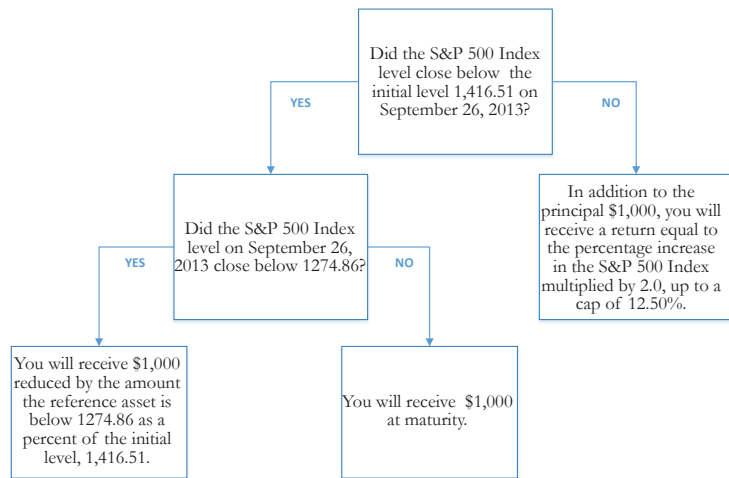 Did the S&P 500 Index
level close below  the
initial level 1,416.51 on
September 26, 2013?
YES
NO
Did the S&P 500 Index
level on September 26,
2013 close below 1274.86?
In addition to the
principal $1,000, you will
receive a return equal to
the percentage increase
in the S&P 500 Index
multiplied by 2.0, up to a
cap of 12.50%.
YES
NO
You will receive $1,000
reduced by the amount
the reference asset is
below 1274.86 as a
percent of the initial
level, 1,416.51.
You will receive  $1,000
at maturity.